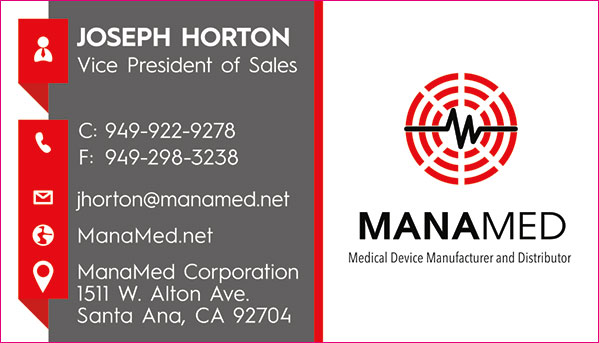 JOSEPH HORTON
Vice President of Sales
C: 949-922-9278
F: 949-298-3238
jhorton@manamed.net
ManaMed.net
ManaMed Corporation
1511 W. Alton Ave.
Santa Ana, CA 92704
MANAMED
Medical Device Manufacturer and Distributor